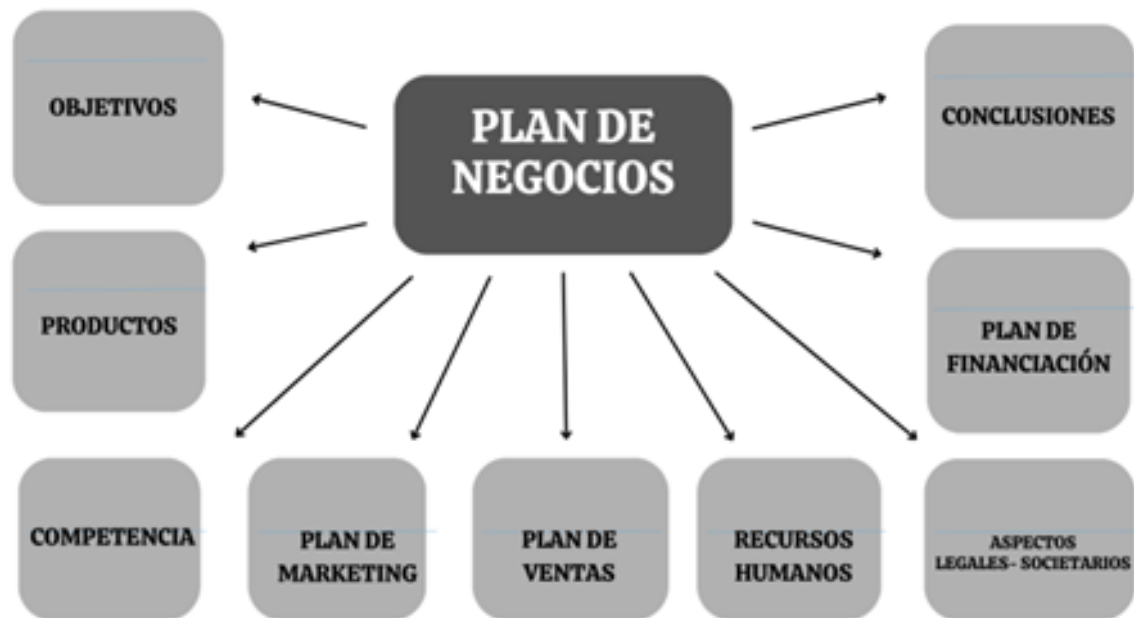 PLAN DE
NEGOCIOS
OBJETIVOS
PRODUCTOS
COMPETENCIA
PLAN DE
MARKETING
PLAN DE
VENTAS
RECURSOS
HUMANOS
ASPECTOS
LEGALES- SOCIETARIOS
PLAN DE
FINANCIACIÓN
CONCLUSIONES